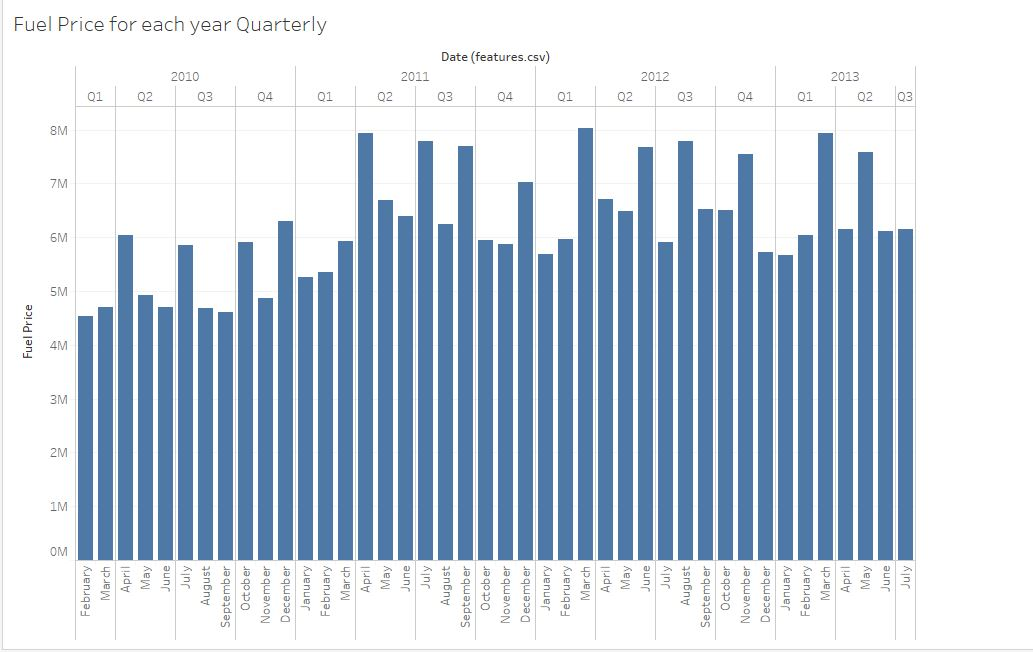 Fuel Price for each year Quarterly
Date (features.csv)
2010 2011 2012 2013
Q1 Q2 Q3 Q4 Q1 Q2 Q3 Q4 Q1 Q2 Q3 Q4 Q1 Q2 Q3
8M
7M
6M
5M
4M
3M
2M
1M
0M
Fuel Price
February March April May June July August September October November December January February March April May June July August September October November December January February March April May June July August September October November December January February March April May June July